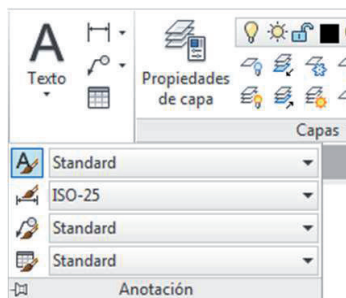 A
Texto
Propiedades
de capa
Capas
A
Standard
ISO-25
Standard
Standard
Anotación